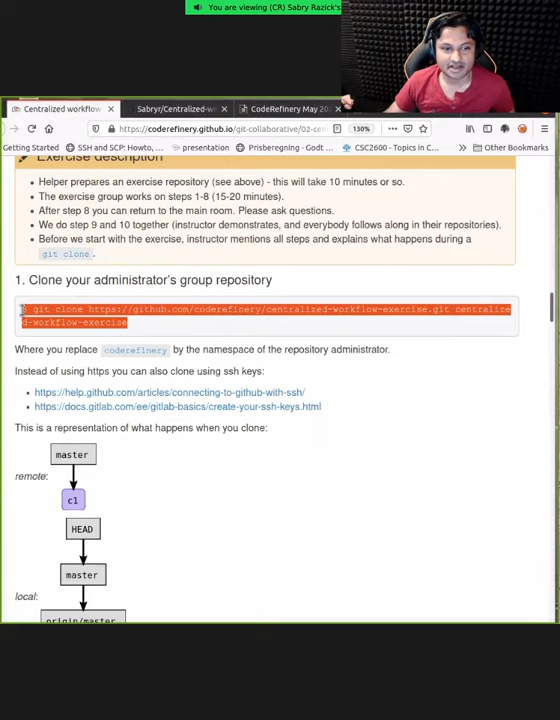 You are viewing (CR) Sabry Razick's
Centralized workflow
Sabryr/Centralized-wo
CodeRefinery May 20
https://coderefinery.github.io/git-collaborative/02-cen
130%
Getting Started
SSH and SCP: Howto, ...
presentation
Prisberegning - Godt ...
CSC2600 - Topics in C...
Other Bookmarks
Exercise description
Helper prepares an exercise repository (see above) - this will take 10 minutes or so.
The exercise group works on steps 1-8 (15-20 minutes).
After step 8 you can return to the main room. Please ask questions.
We do step 9 and 10 together (instructor demonstrates, and everybody follows along in their repositories).
Before we start with the exercise, instructor mentions all steps and explains what happens during a
git clone .
1. Clone your administrator's group repository
$ git clone https://github.com/coderefinery/centralized-workflow-exercise.git centralize
d-workflow-exercise
Where you replace coderefinery by the namespace of the repository administrator.
Instead of using https you can also clone using ssh keys:
https://help.github.com/articles/connecting-to-github-with-ssh/
https://docs.gitlab.com/ee/gitlab-basics/create-your-ssh-keys.html
This is a representation of what happens when you clone:
master
remote:
c1
HEAD
master
local:
origin/master